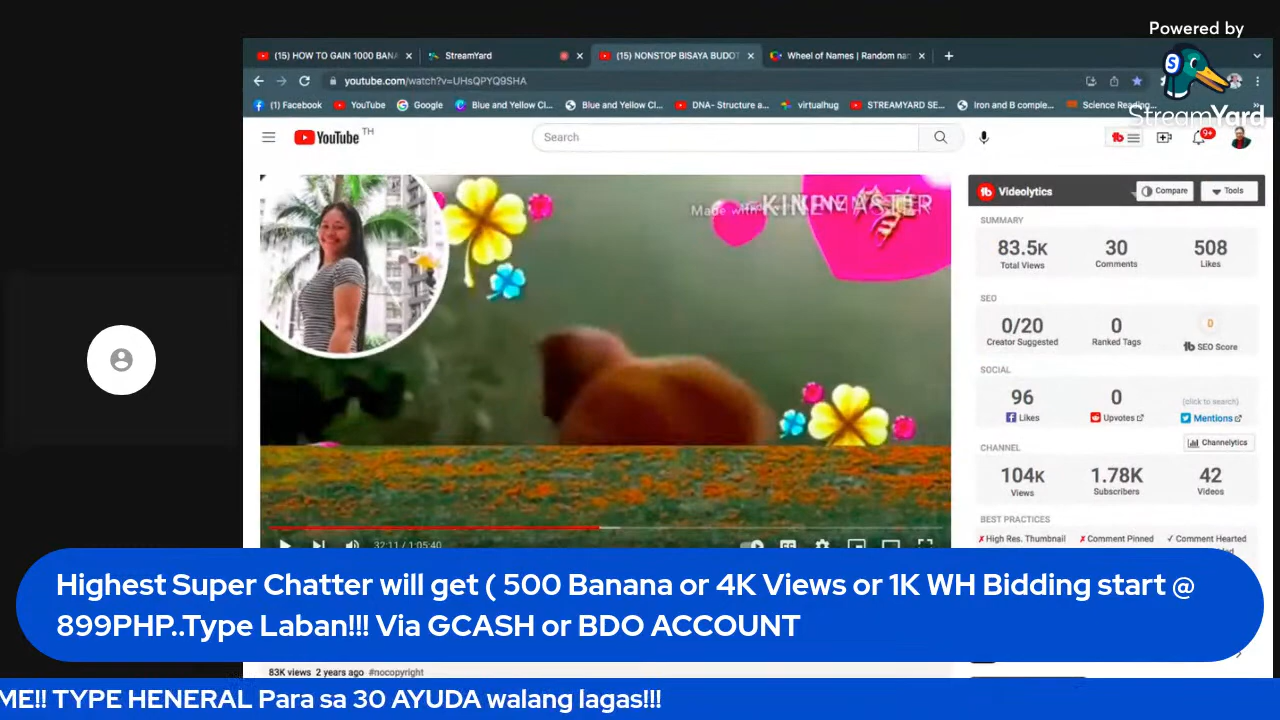 Powered by
StreamYard
(15) HOW TO GAIN 1000 BANA
StreamYard
(15) NONSTOP BISAYA BUDOT
Wheel of Names | Random nam
youtube.com/watch?v=UHsQPYQ9SHA
(1) Facebook
YouTube
Google
Blue and Yellow Cl...
Blue and Yellow Cl...
DNA- Structure a...
virtualhug
STREAMYARD SE...
Iron and B comple...
Science Reading...
YouTube TH
Search
9+
Made with KINEMASTER
Videolytics
Compare
Tools
SUMMARY
83.5K 30 508
Total Views Comments Likes
SEO
0/20 0 0
Creator Suggested Ranked Tags SEO Score
SOCIAL
96 0 (click to search)
Likes Upvotes Mentions
CHANNEL
Channelytics
104K 1.78K 42
Views Subscribers Videos
BEST PRACTICES
✗ High Res. Thumbnail ✗ Comment Pinned ✓ Comment Hearted
32:11 / 1:05:40
Highest Super Chatter will get ( 500 Banana or 4K Views or 1K WH Bidding start @
899PHP..Type Laban!!! Via GCASH or BDO ACCOUNT
83K views 2 years ago #nocopyright
ME!! TYPE HENERAL Para sa 30 AYUDA walang lagas!!!